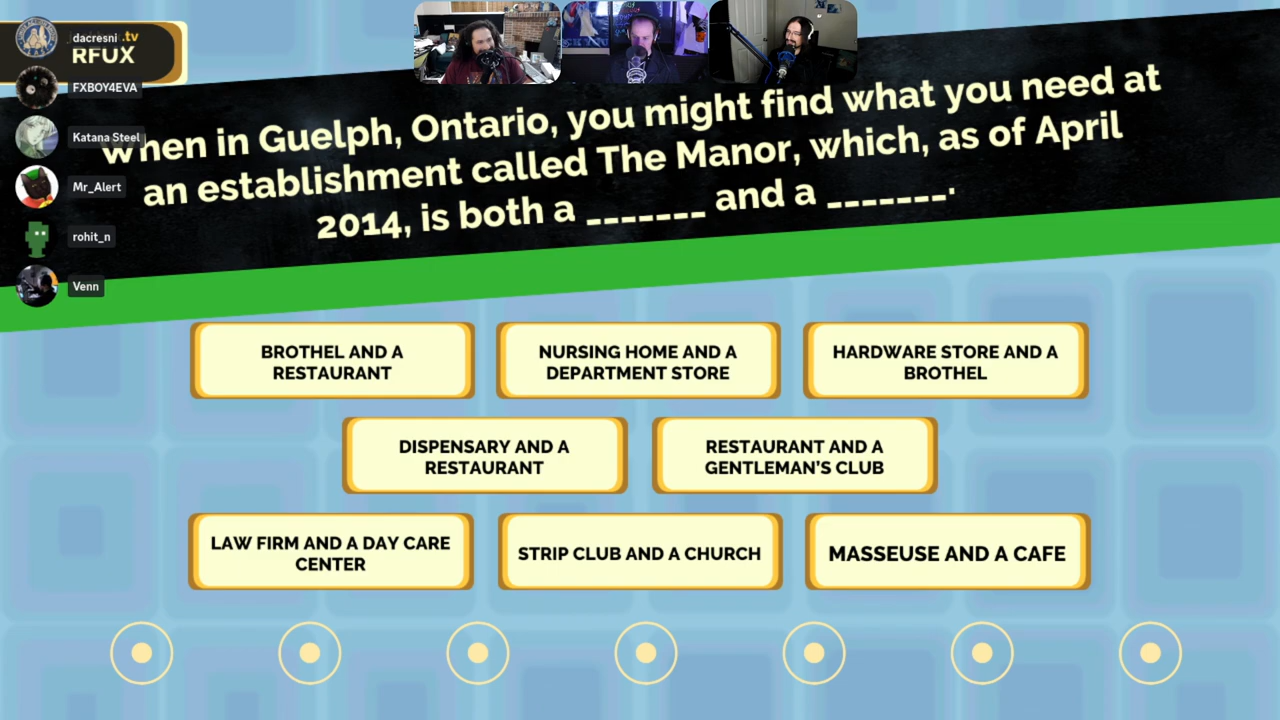 dacresni .tv
RFUX
FXBOY4EVA
Katana Steel
Mr_Alert
rohit_n
Venn
When in Guelph, Ontario, you might find what you need at
an establishment called The Manor, which, as of April
2014, is both a _______ and a _______.
BROTHEL AND A
RESTAURANT
NURSING HOME AND A
DEPARTMENT STORE
HARDWARE STORE AND A
BROTHEL
DISPENSARY AND A
RESTAURANT
RESTAURANT AND A
GENTLEMAN'S CLUB
LAW FIRM AND A DAY CARE
CENTER
STRIP CLUB AND A CHURCH
MASSEUSE AND A CAFE